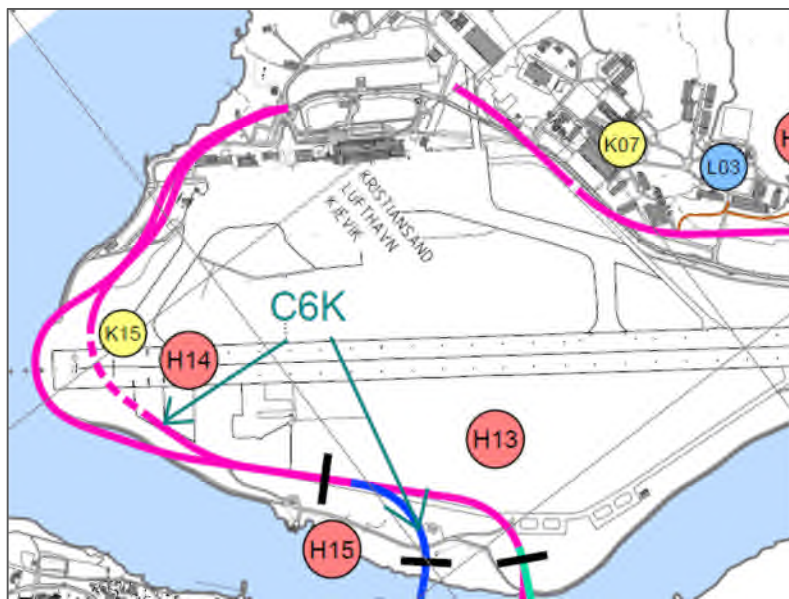 K07
L03
H
KRISTIANSAND
LUFTHAVN
KJEVIK
C6K
K15
H14
H13
H15